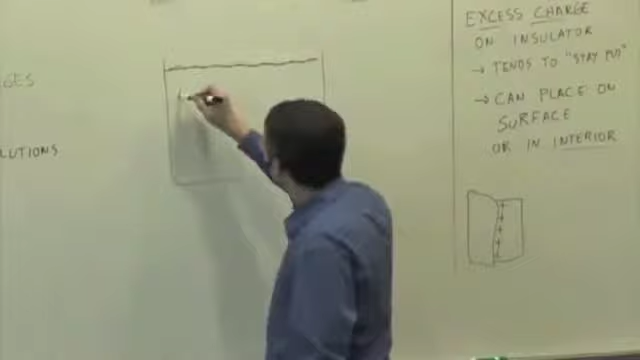 GES
LUTIONS
EXCESS CHARGE
ON INSULATOR
→ TENDS TO "STAY PUT"
→ CAN PLACE ON
SURFACE
OR IN INTERIOR
+
+
+
+